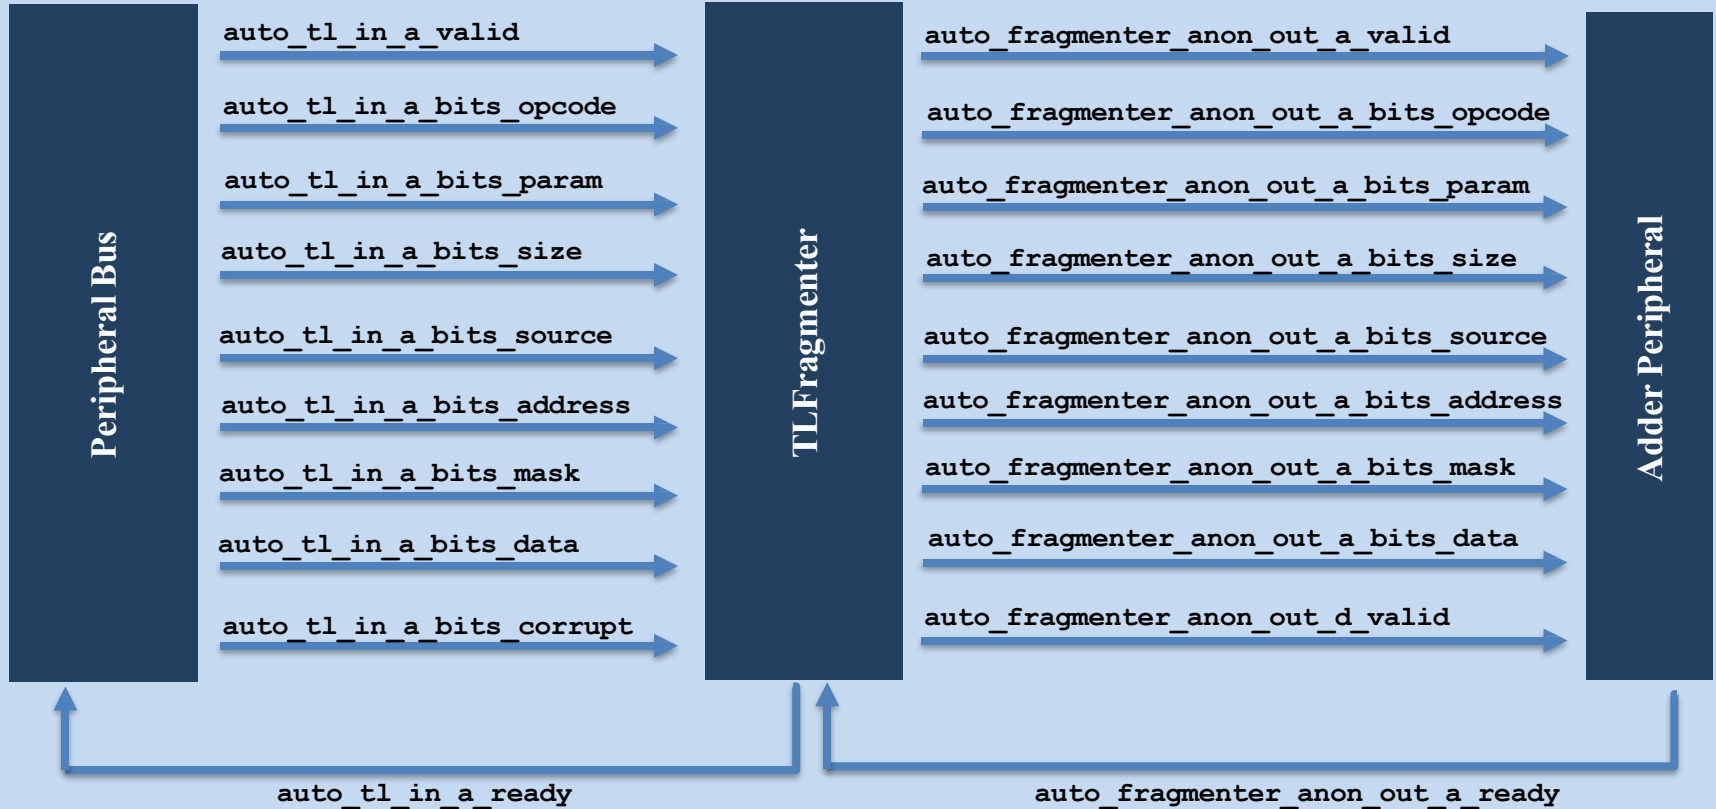 Peripheral Bus
auto_tl_in_a_valid
auto_tl_in_a_bits_opcode
auto_tl_in_a_bits_param
auto_tl_in_a_bits_size
auto_tl_in_a_bits_source
auto_tl_in_a_bits_address
auto_tl_in_a_bits_mask
auto_tl_in_a_bits_data
auto_tl_in_a_bits_corrupt
auto_tl_in_a_ready
TLFragmenter
auto_fragmenter_anon_out_a_valid
auto_fragmenter_anon_out_a_bits_opcode
auto_fragmenter_anon_out_a_bits_param
auto_fragmenter_anon_out_a_bits_size
auto_fragmenter_anon_out_a_bits_source
auto_fragmenter_anon_out_a_bits_address
auto_fragmenter_anon_out_a_bits_mask
auto_fragmenter_anon_out_a_bits_data
auto_fragmenter_anon_out_d_valid
auto_fragmenter_anon_out_a_ready
Adder Peripheral